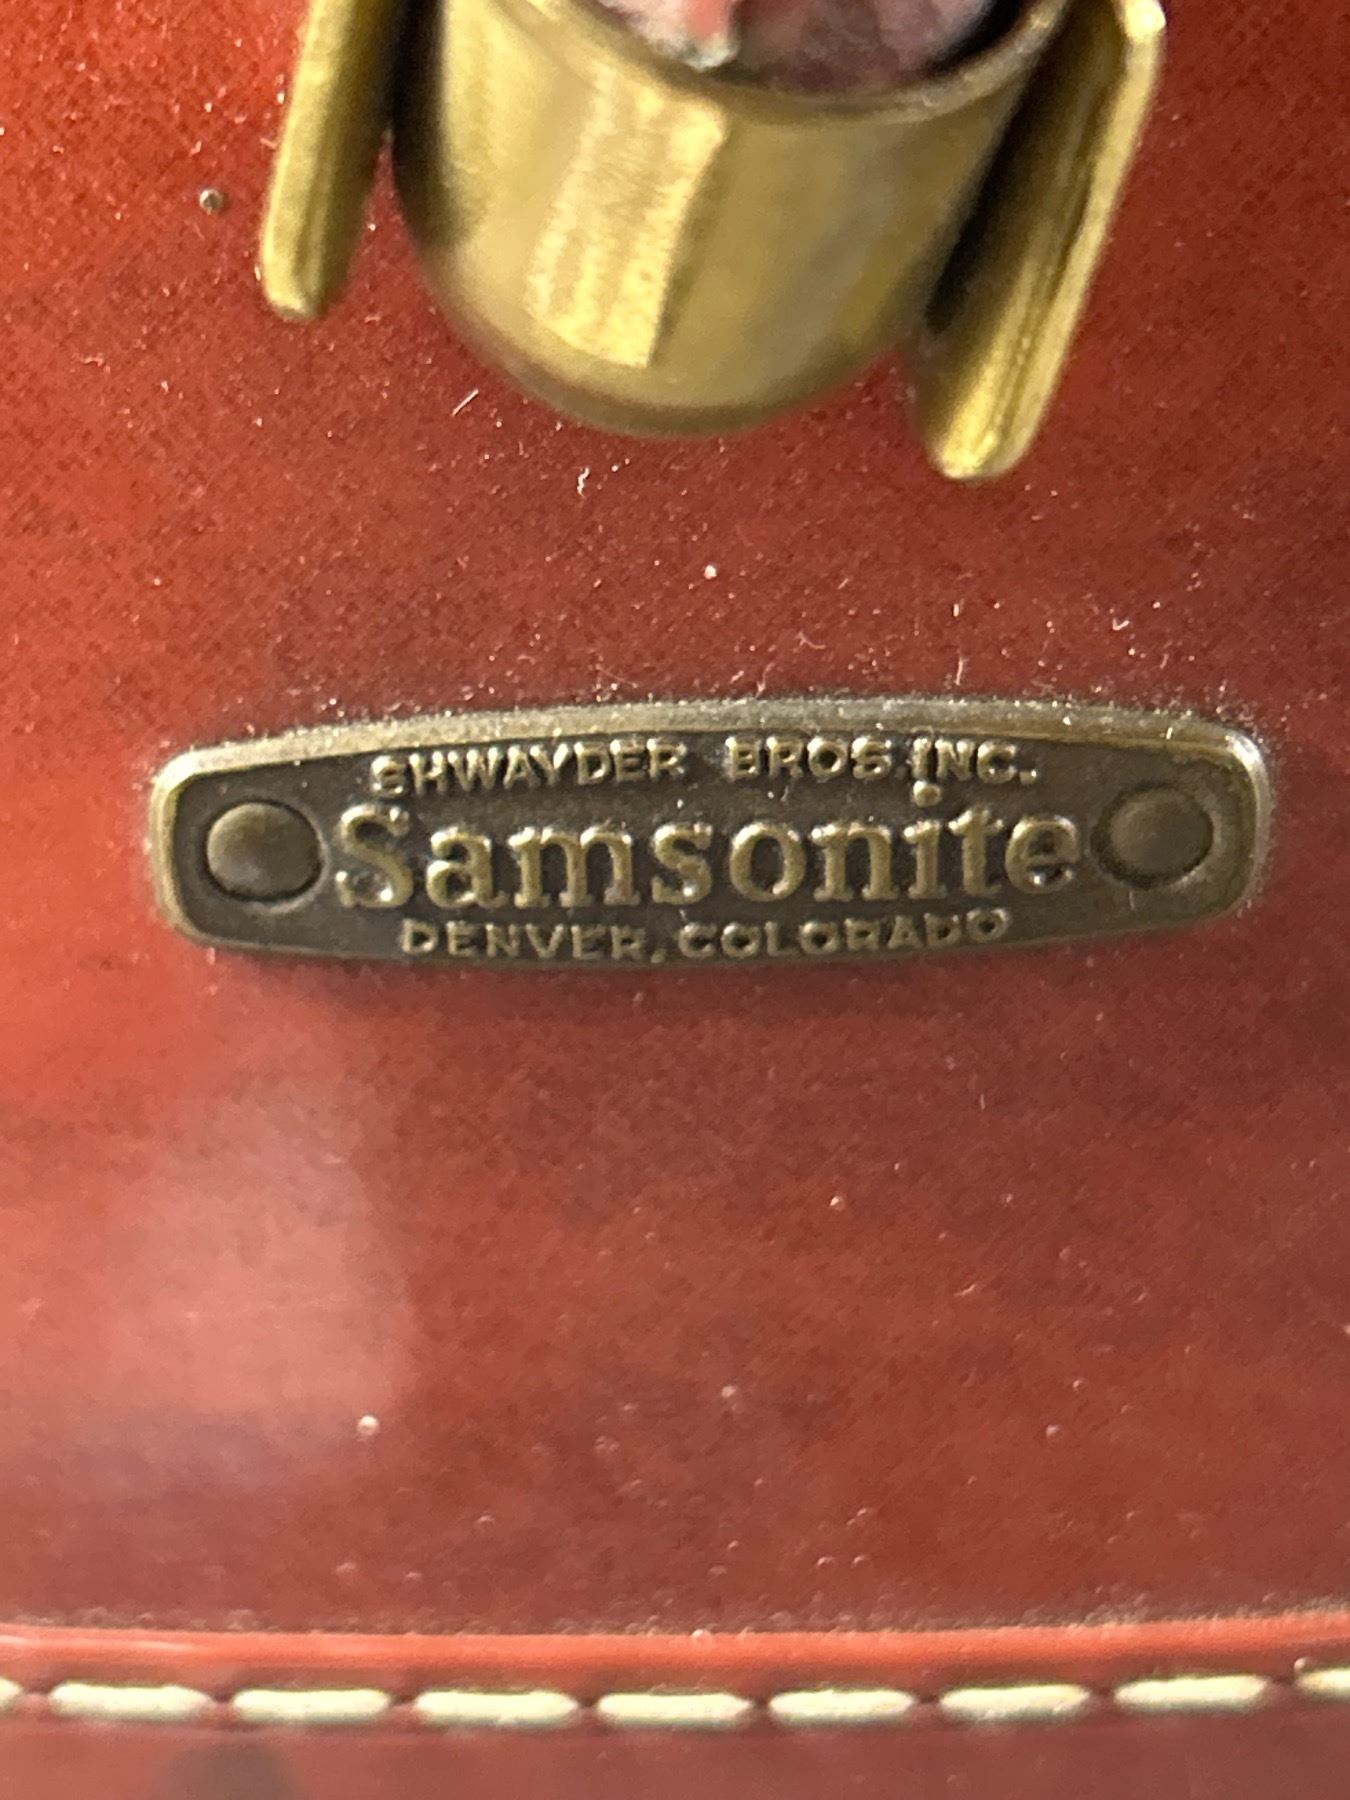 SHWAYDER BROS. INC.
Samsonite
DENVER, COLORADO